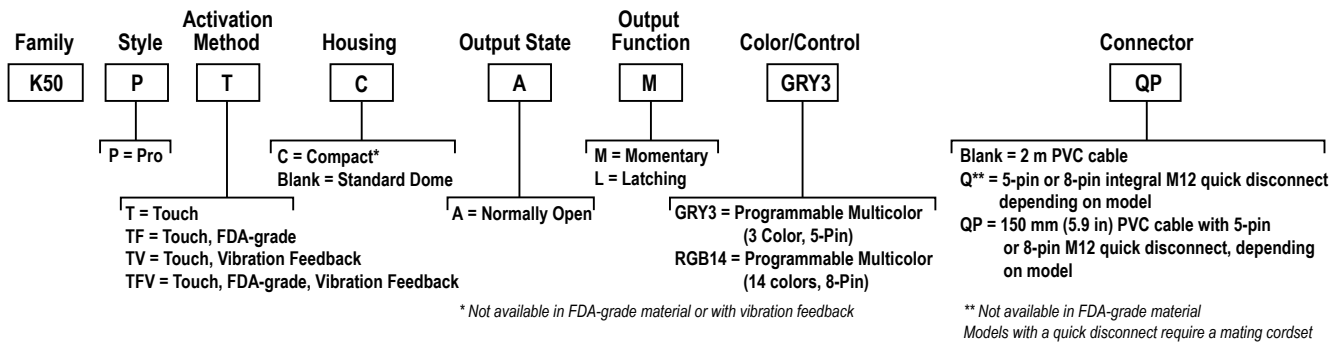 Family
Style
Activation
Method
Housing
Output State
Output
Function
Color/Control
Connector
K50
P
T
C
A
M
GRY3
QP
P = Pro
C = Compact*
Blank = Standard Dome
M = Momentary
L = Latching
Blank = 2 m PVC cable
Q** = 5-pin or 8-pin integral M12 quick disconnect
depending on model
QP = 150 mm (5.9 in) PVC cable with 5-pin
or 8-pin M12 quick disconnect, depending
on model
T = Touch
TF = Touch, FDA-grade
TV = Touch, Vibration Feedback
TFV = Touch, FDA-grade, Vibration Feedback
A = Normally Open
GRY3 = Programmable Multicolor
(3 Color, 5-Pin)
RGB14 = Programmable Multicolor
(14 colors, 8-Pin)
* Not available in FDA-grade material or with vibration feedback
** Not available in FDA-grade material
Models with a quick disconnect require a mating cordset